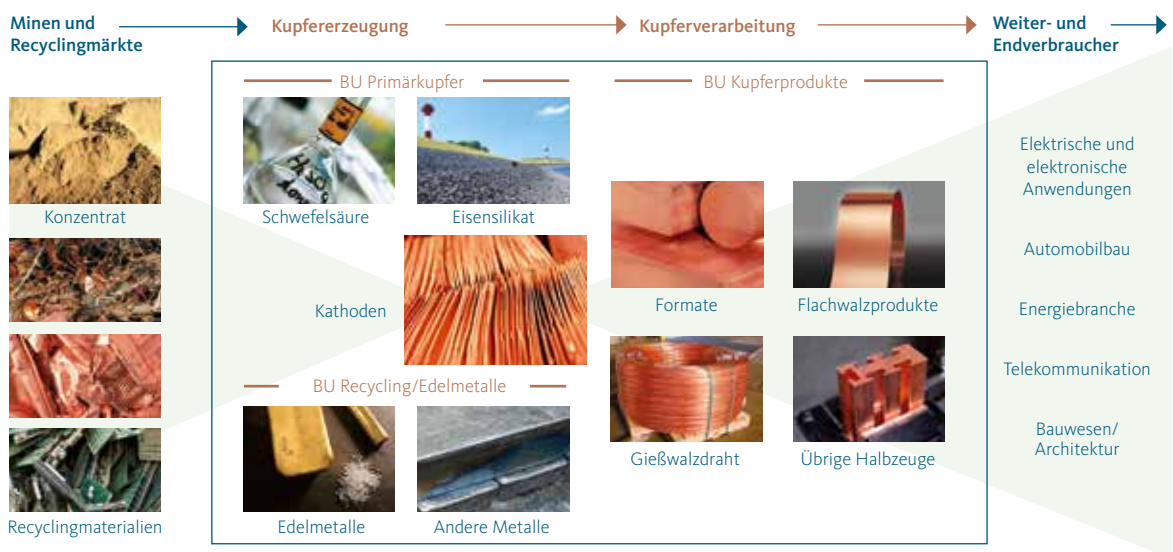 Minen und
Recyclingmärkte
Kupfererzeugung
Kupferverarbeitung
Weiter- und
Endverbraucher
BU Primärkupfer
BU Kupferprodukte
Konzentrat
Schwefelsäure
Eisensilikat
Kathoden
Formate
Flachwalzprodukte
BU Recycling/Edelmetalle
Gießwalzdraht
Übrige Halbzeuge
Recyclingmaterialien
Edelmetalle
Andere Metalle
Elektrische und
elektronische
Anwendungen
Automobilbau
Energiebranche
Telekommunikation
Bauwesen/
Architektur